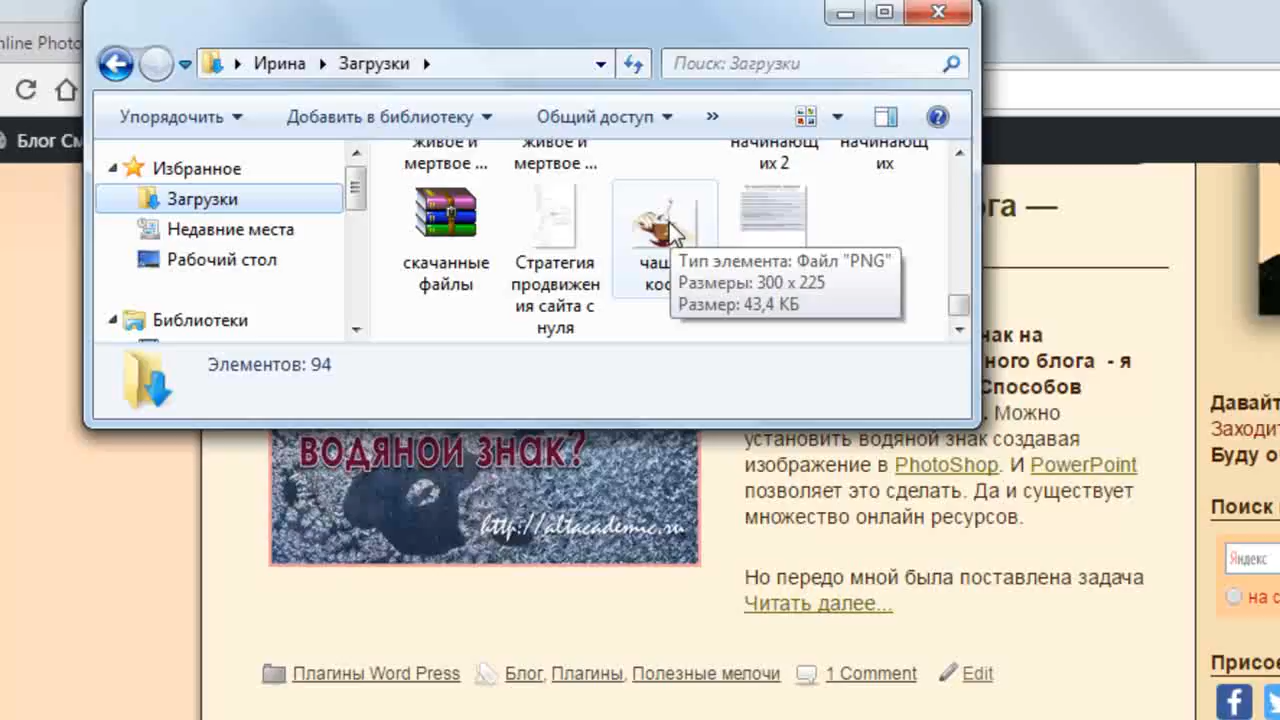 nline Photo
Ирина
Загрузки
Поиск: Загрузки
Упорядочить
Добавить в библиотеку
Общий доступ
»
Блог См
Избранное
Загрузки
Недавние места
Рабочий стол
Библиотеки
живое и
мертвое ...
живое и
мертвое ...
начинающ
их 2
начинающ
их
скачанные
файлы
Стратегия
продвижен
ия сайта с
нуля
чаш
коф
Тип элемента: Файл "PNG"
Размеры: 300 x 225
Размер: 43,4 КБ
Элементов: 94
ога —
нак на
ного блога - я
Способов
. Можно
установить водяной знак создавая
изображение в PhotoShop. И PowerPoint
позволяет это сделать. Да и существует
множество онлайн ресурсов.
Но передо мной была поставлена задача
Читать далее...
ВОДЯНОЙ ЗНАК?
http://altacademic.ru
Плагины Word Press
Блог, Плагины, Полезные мелочи
1 Comment
Edit
Давайт
Заходит
Буду о
Поиск
Яндекс
на с
Присое